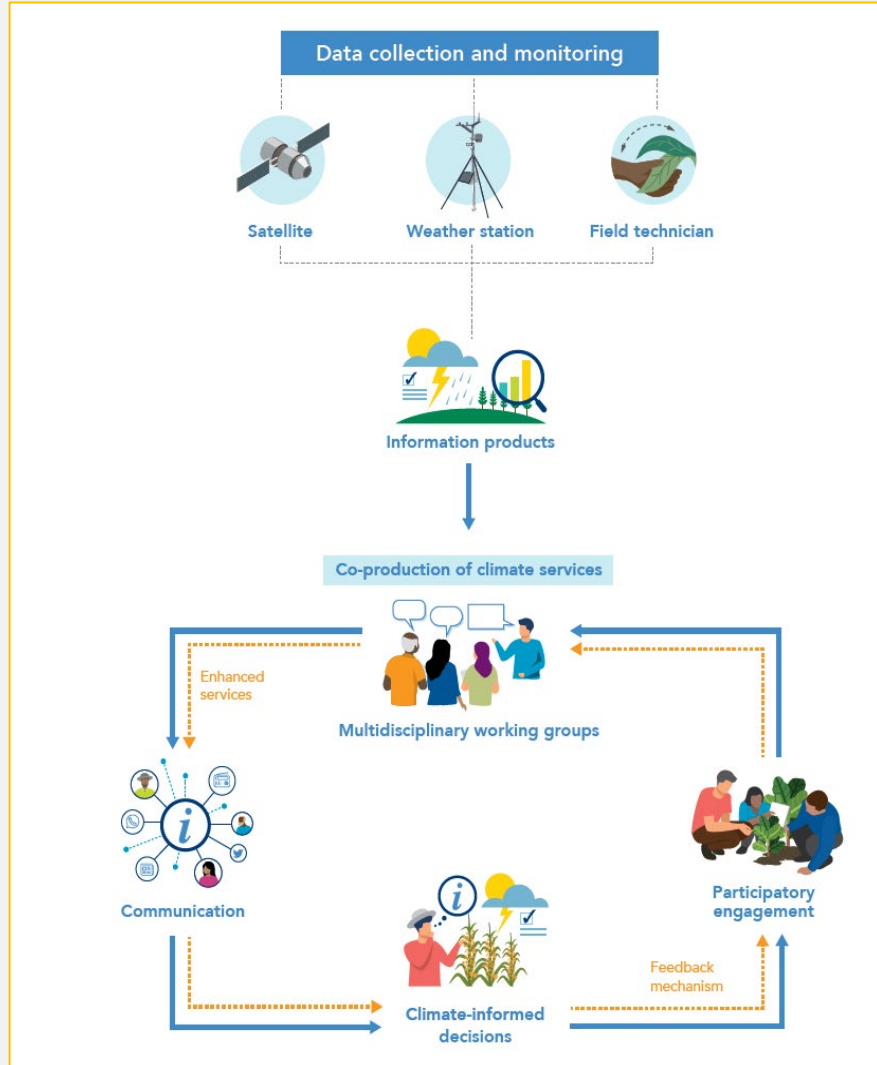 Data collection and monitoring
Satellite
Weather station
Field technician
Information products
Co-production of climate services
Multidisciplinary working groups
Enhanced
services
Communication
Participatory
engagement
Feedback
mechanism
Climate-informed
decisions